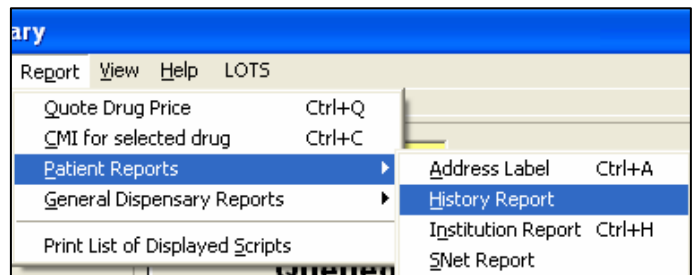 ary
Report View Help LOTS
Quote Drug Price Ctrl+Q
CMI for selected drug Ctrl+C
Patient Reports
General Dispensary Reports
Print List of Displayed Scripts
Address Label Ctrl+A
History Report
Institution Report Ctrl+H
SNet Report